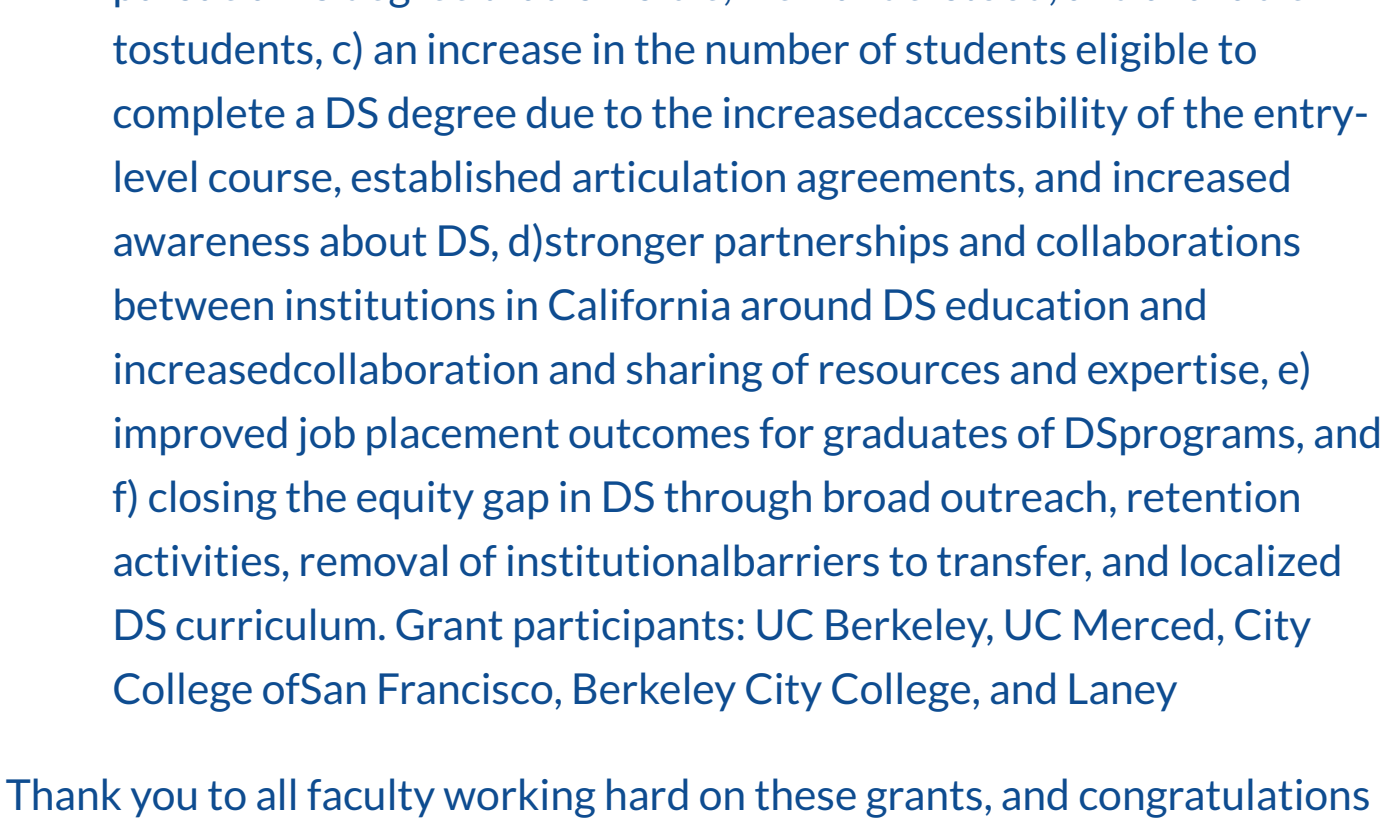 tostudents, c) an increase in the number of students eligible to
complete a DS degree due to the increasedaccessibility of the entry-
level course, established articulation agreements, and increased
awareness about DS, d)stronger partnerships and collaborations
between institutions in California around DS education and
increasedcollaboration and sharing of resources and expertise, e)
improved job placement outcomes for graduates of DSprograms, and
f) closing the equity gap in DS through broad outreach, retention
activities, removal of institutionalbarriers to transfer, and localized
DS curriculum. Grant participants: UC Berkeley, UC Merced, City
College ofSan Francisco, Berkeley City College, and Laney
Thank you to all faculty working hard on these grants, and congratulations